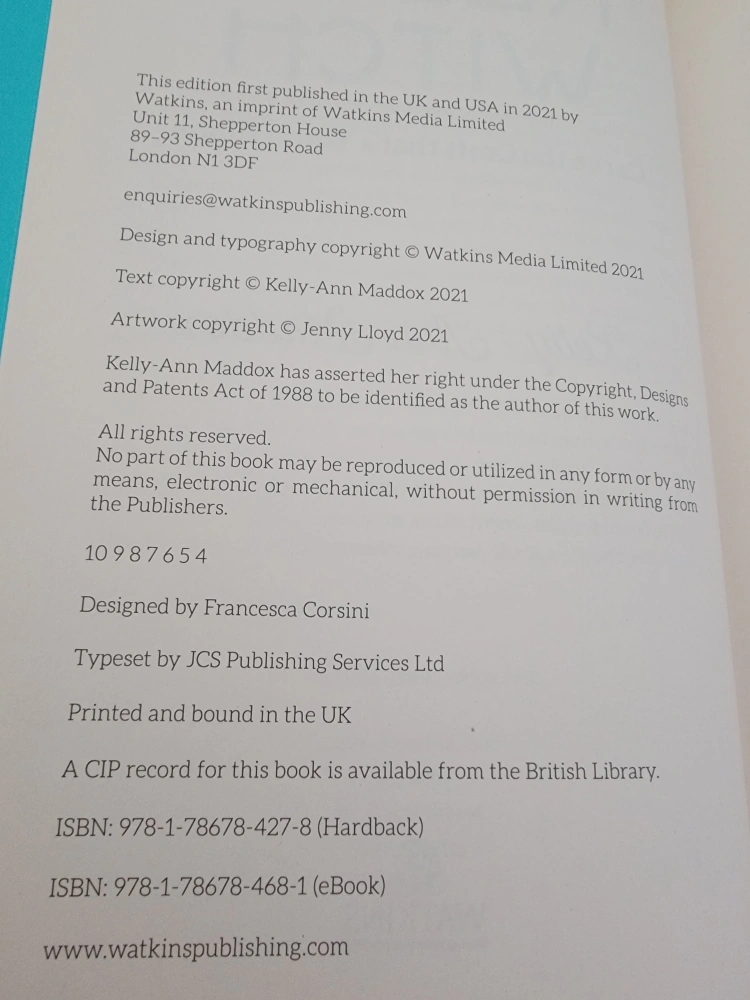 This edition first published in the UK and USA in 2021 by
Watkins, an imprint of Watkins Media Limited
Unit 11, Shepperton House
89–93 Shepperton Road
London N1 3DF
enquiries@watkinspublishing.com
Design and typography copyright © Watkins Media Limited 2021
Text copyright © Kelly-Ann Maddox 2021
Artwork copyright © Jenny Lloyd 2021
Kelly-Ann Maddox has asserted her right under the Copyright, Designs
and Patents Act of 1988 to be identified as the author of this work.
All rights reserved.
No part of this book may be reproduced or utilized in any form or by any
means, electronic or mechanical, without permission in writing from
the Publishers.
10 9 8 7 6 5 4
Designed by Francesca Corsini
Typeset by JCS Publishing Services Ltd
Printed and bound in the UK
A CIP record for this book is available from the British Library.
ISBN: 978-1-78678-427-8 (Hardback)
ISBN: 978-1-78678-468-1 (eBook)
www.watkinspublishing.com